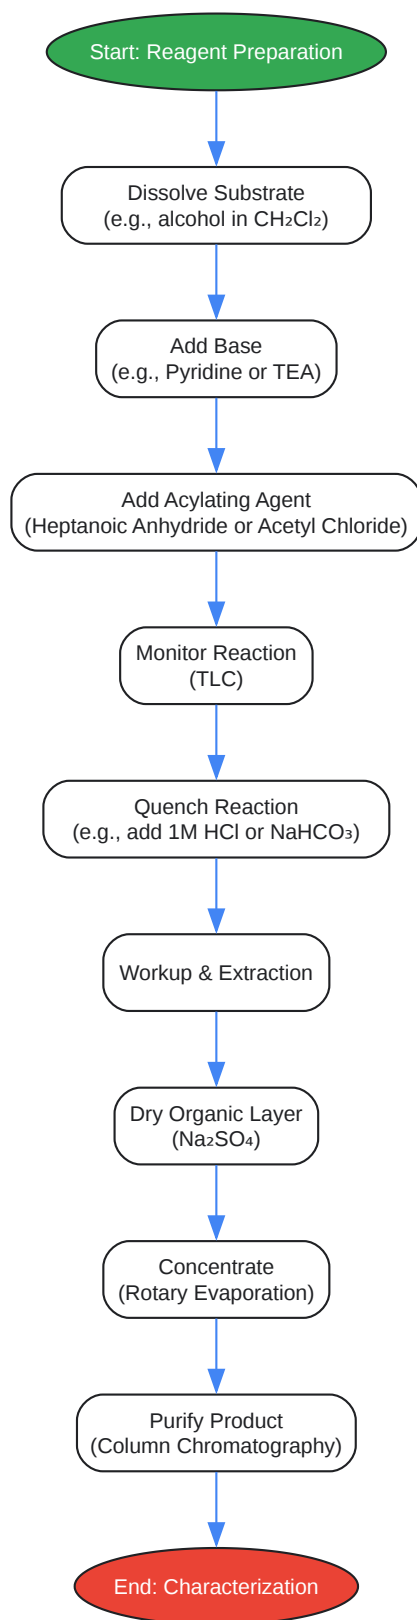 Start: Reagent Preparation
Dissolve Substrate
(e.g., alcohol in CH₂Cl₂)
Add Base
(e.g., Pyridine or TEA)
Add Acylating Agent
(Heptanoic Anhydride or Acetyl Chloride)
Monitor Reaction
(TLC)
Quench Reaction
(e.g., add 1M HCl or NaHCO₃)
Workup & Extraction
Dry Organic Layer
(Na₂SO₄)
Concentrate
(Rotary Evaporation)
Purify Product
(Column Chromatography)
End: Characterization